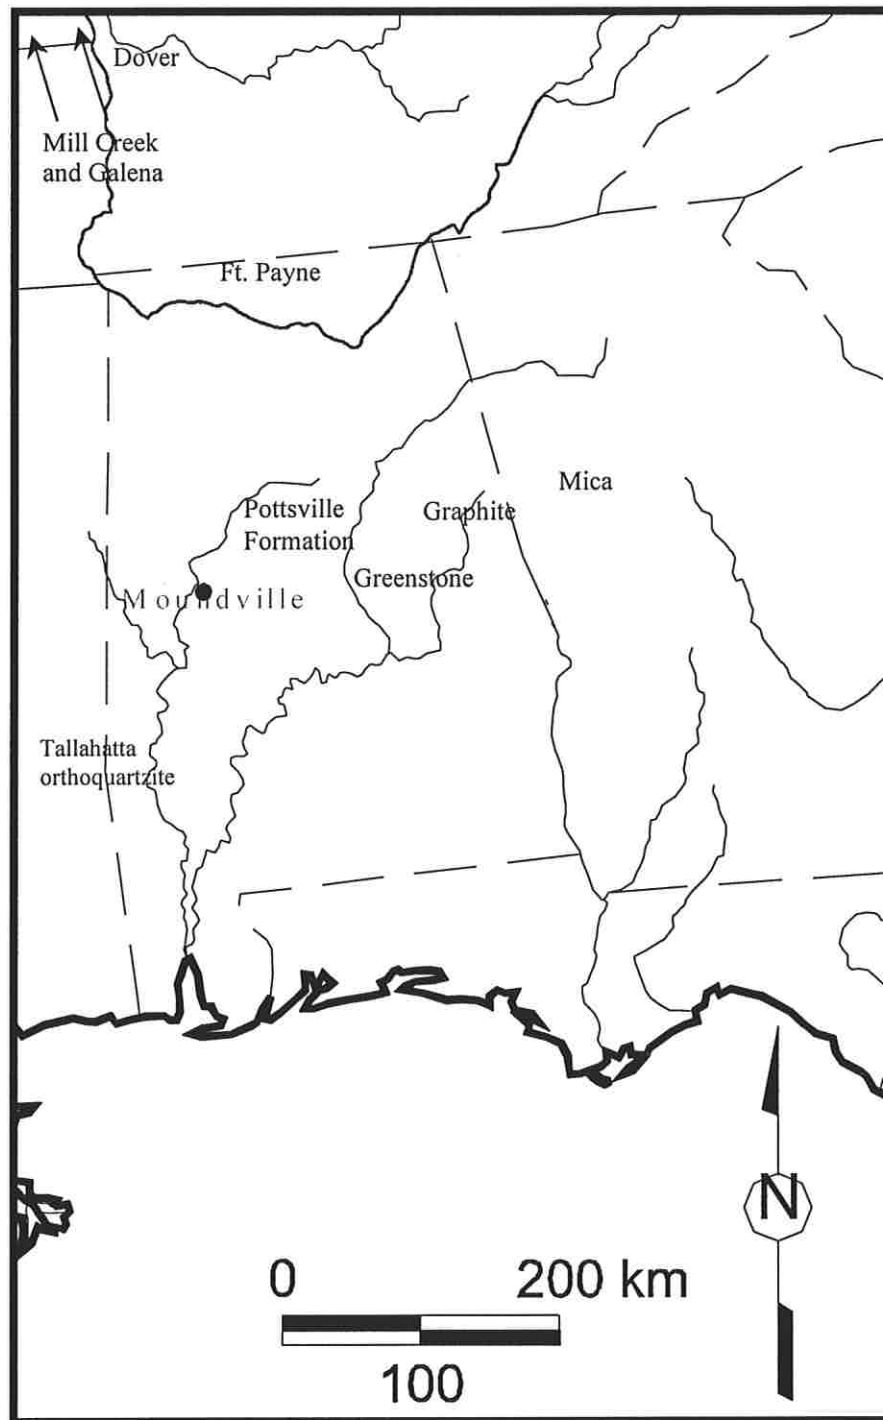 Dover
Mill Creek
and Galena
Ft. Payne
Mica
Pottsville
Formation
Graphite
Greenstone
Moundville
Tallahatta
orthoquartzite
N
0 200 km
100